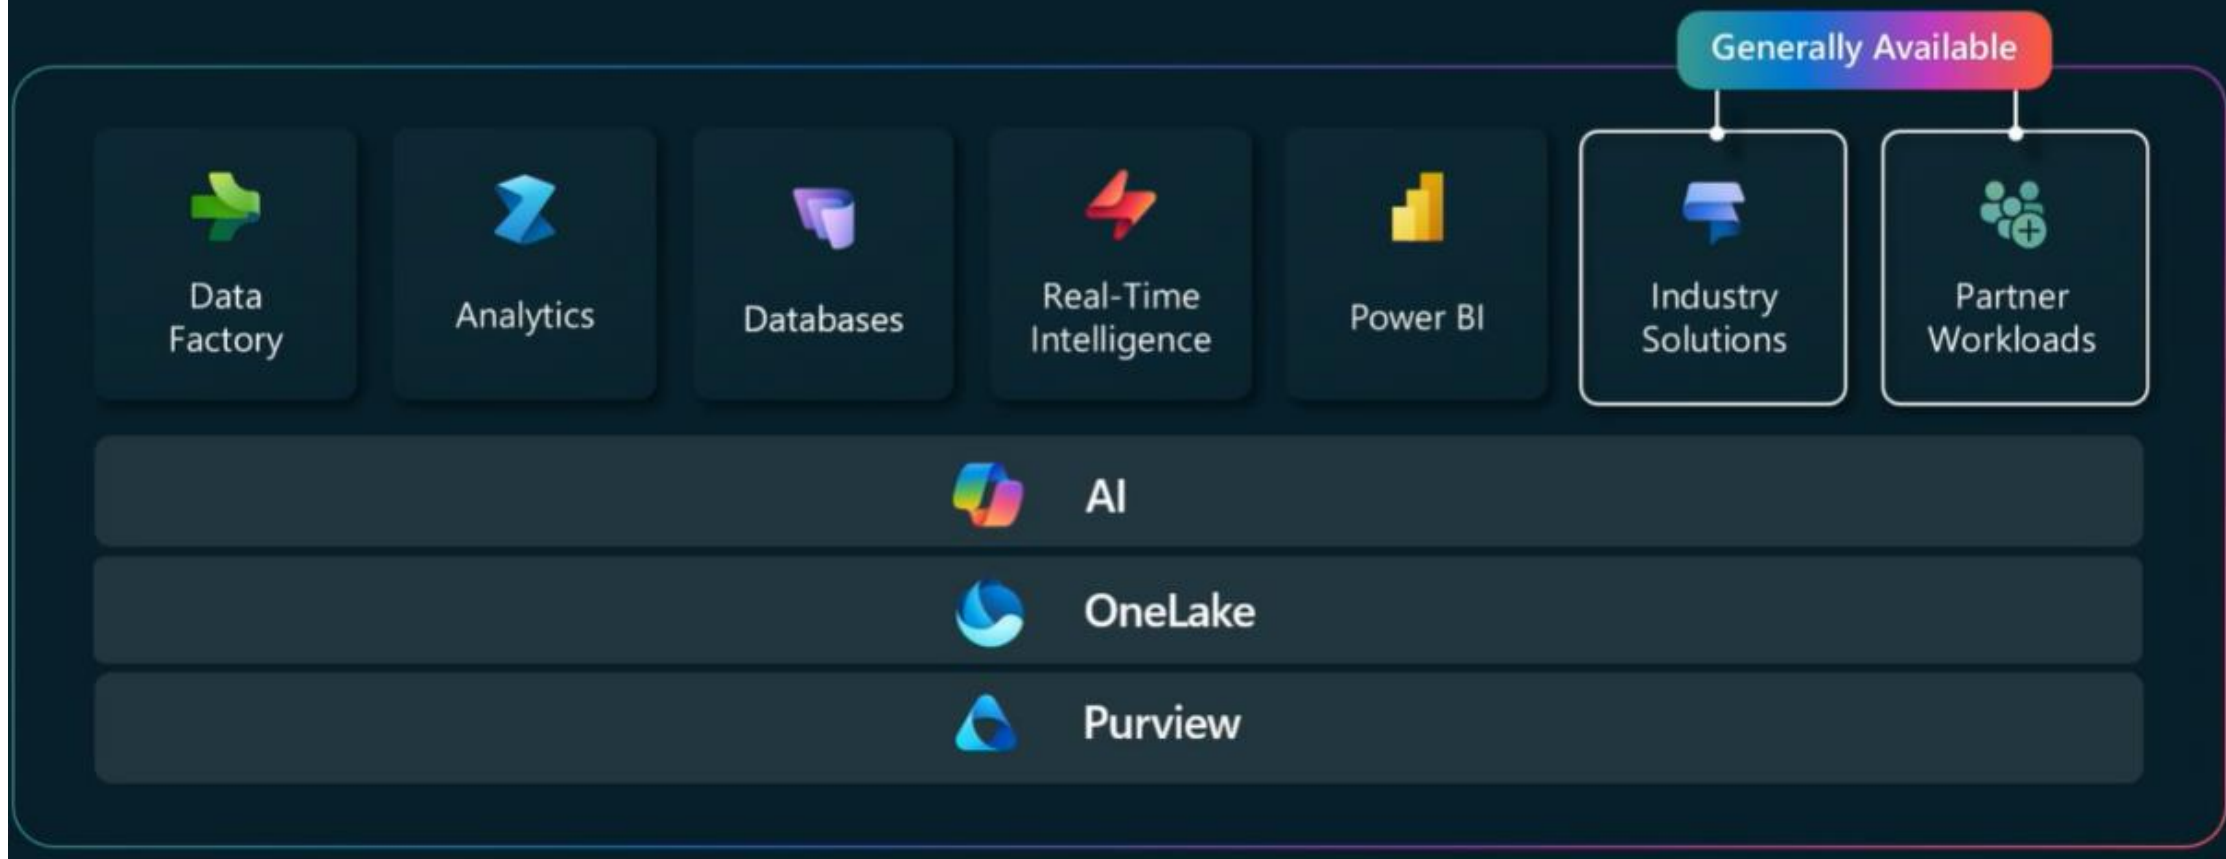 Generally Available
Data
Factory
Analytics
Databases
Real-Time
Intelligence
Power BI
Industry
Solutions
Partner
Workloads
AI
OneLake
Purview